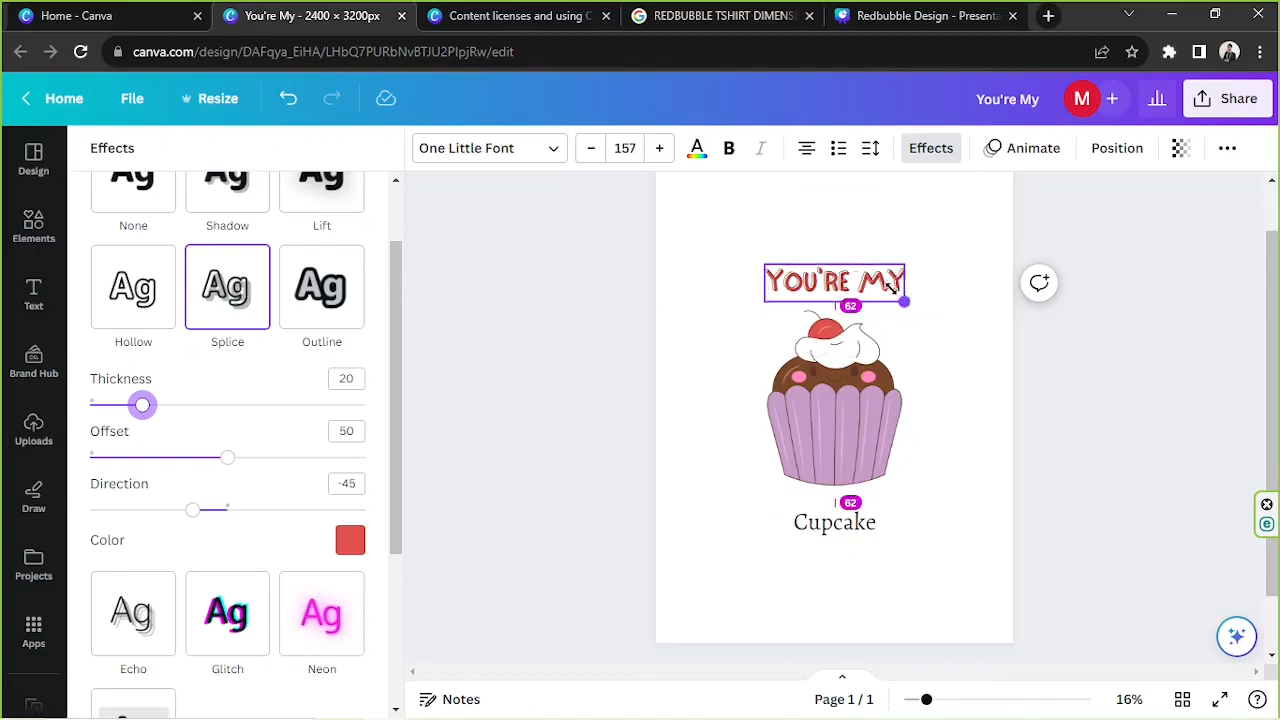 Home - Canva
You're My - 2400 × 3200px
Content licenses and using C
REDBUBBLE TSHIRT DIMENS
Redbubble Design - Presenta
canva.com/design/DAFqya_EiHA/LHbQ7PURbNvBTJU2PIpjRw/edit
Home
File
Resize
You're My
M
Share
Effects
One Little Font
157
A
B
I
Effects
Animate
Position
Design
Elements
Text
Brand Hub
Uploads
Draw
Projects
Apps
Ag
Ag
Ag
None
Shadow
Lift
Ag
Ag
Ag
Hollow
Splice
Outline
Thickness
20
Offset
50
Direction
-45
Color
Ag
Ag
Ag
Echo
Glitch
Neon
YOU'RE MY
62
62
Cupcake
Notes
Page 1 / 1
16%